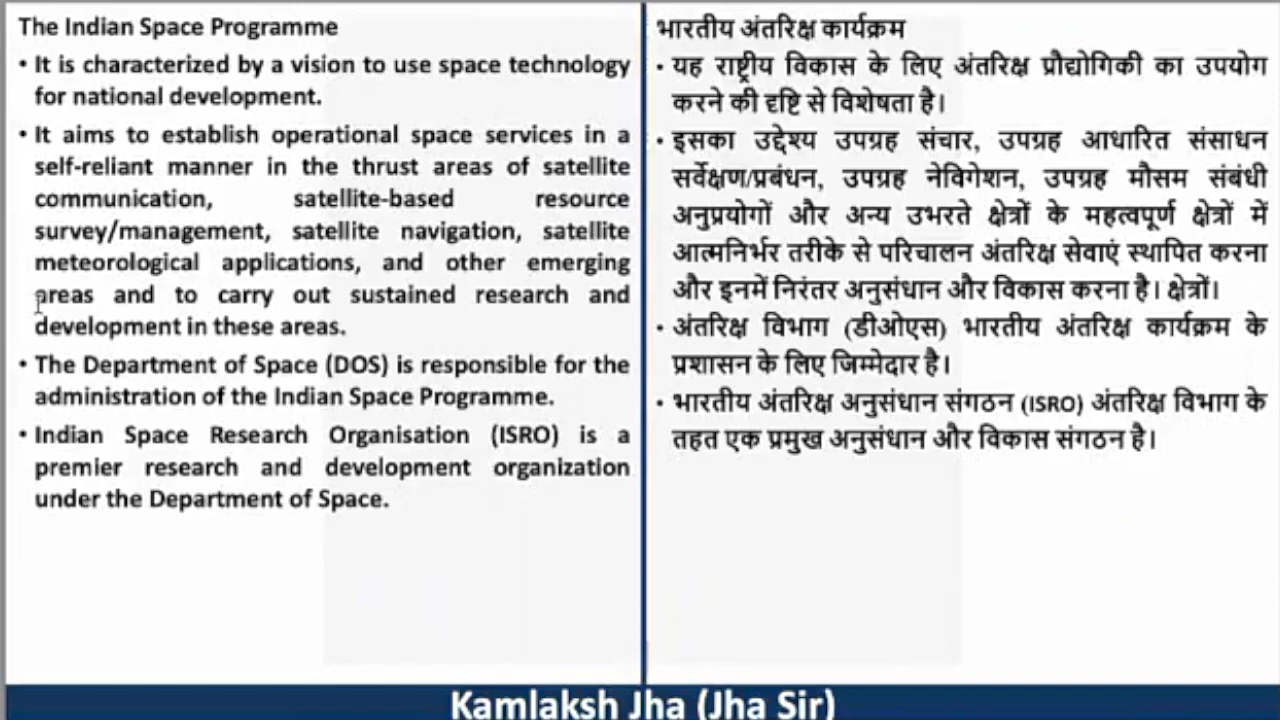 The Indian Space Programme
• It is characterized by a vision to use space technology
for national development.
• It aims to establish operational space services in a
self-reliant manner in the thrust areas of satellite
communication, satellite-based resource
survey/management, satellite navigation, satellite
meteorological applications, and other emerging
areas and to carry out sustained research and
development in these areas.
• The Department of Space (DOS) is responsible for the
administration of the Indian Space Programme.
• Indian Space Research Organisation (ISRO) is a
premier research and development organization
under the Department of Space.
भारतीय अंतरिक्ष कार्यक्रम
• यह राष्ट्रीय विकास के लिए अंतरिक्ष प्रौद्योगिकी का उपयोग
करने की दृष्टि से विशेषता है।
• इसका उद्देश्य उपग्रह संचार, उपग्रह आधारित संसाधन
सर्वेक्षण/प्रबंधन, उपग्रह नेविगेशन, उपग्रह मौसम संबंधी
अनुप्रयोगों और अन्य उभरते क्षेत्रों के महत्वपूर्ण क्षेत्रों में
आत्मनिर्भर तरीके से परिचालन अंतरिक्ष सेवाएं स्थापित करना
और इनमें निरंतर अनुसंधान और विकास करना है। क्षेत्रों।
• अंतरिक्ष विभाग (डीओएस) भारतीय अंतरिक्ष कार्यक्रम के
प्रशासन के लिए जिम्मेदार है।
• भारतीय अंतरिक्ष अनुसंधान संगठन (ISRO) अंतरिक्ष विभाग के
तहत एक प्रमुख अनुसंधान और विकास संगठन है।
Kamlaksh Jha (Jha Sir)